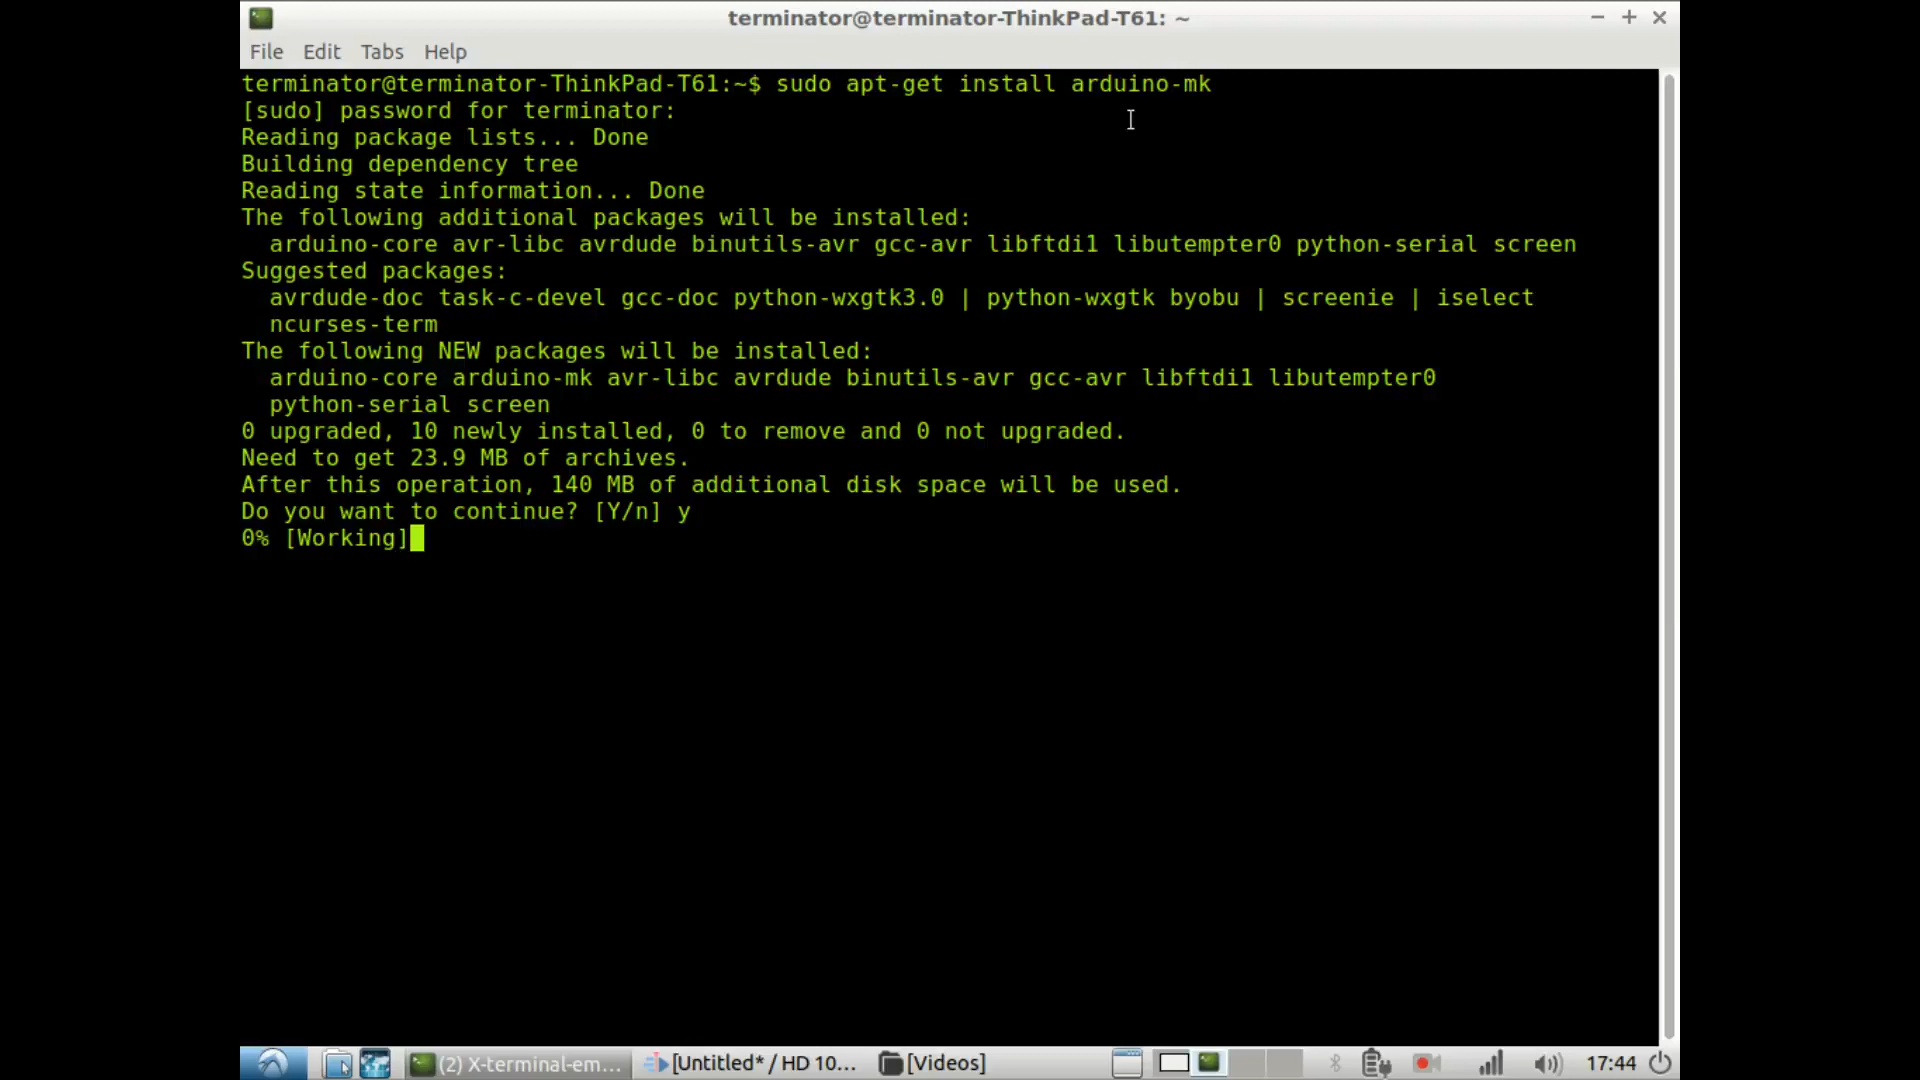 terminator@terminator-ThinkPad-T61: ~
File Edit Tabs Help
terminator@terminator-ThinkPad-T61:~$ sudo apt-get install arduino-mk
[sudo] password for terminator:
Reading package lists... Done
Building dependency tree
Reading state information... Done
The following additional packages will be installed:
  arduino-core avr-libc avrdude binutils-avr gcc-avr libftdi1 libutempter0 python-serial screen
Suggested packages:
  avrdude-doc task-c-devel gcc-doc python-wxgtk3.0 | python-wxgtk byobu | screenie | iselect
  ncurses-term
The following NEW packages will be installed:
  arduino-core arduino-mk avr-libc avrdude binutils-avr gcc-avr libftdi1 libutempter0
  python-serial screen
0 upgraded, 10 newly installed, 0 to remove and 0 not upgraded.
Need to get 23.9 MB of archives.
After this operation, 140 MB of additional disk space will be used.
Do you want to continue? [Y/n] y
0% [Working]
(2) X-terminal-em... [Untitled* / HD 10... [Videos] 17:44